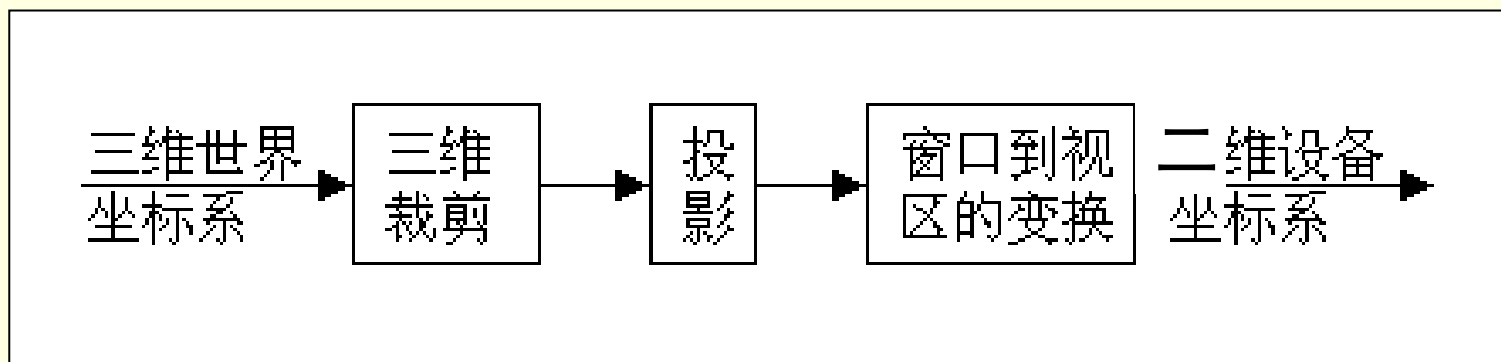 三维世界
坐标系
三维
裁剪
投
影
窗口到视
区的变换
二维设备
坐标系